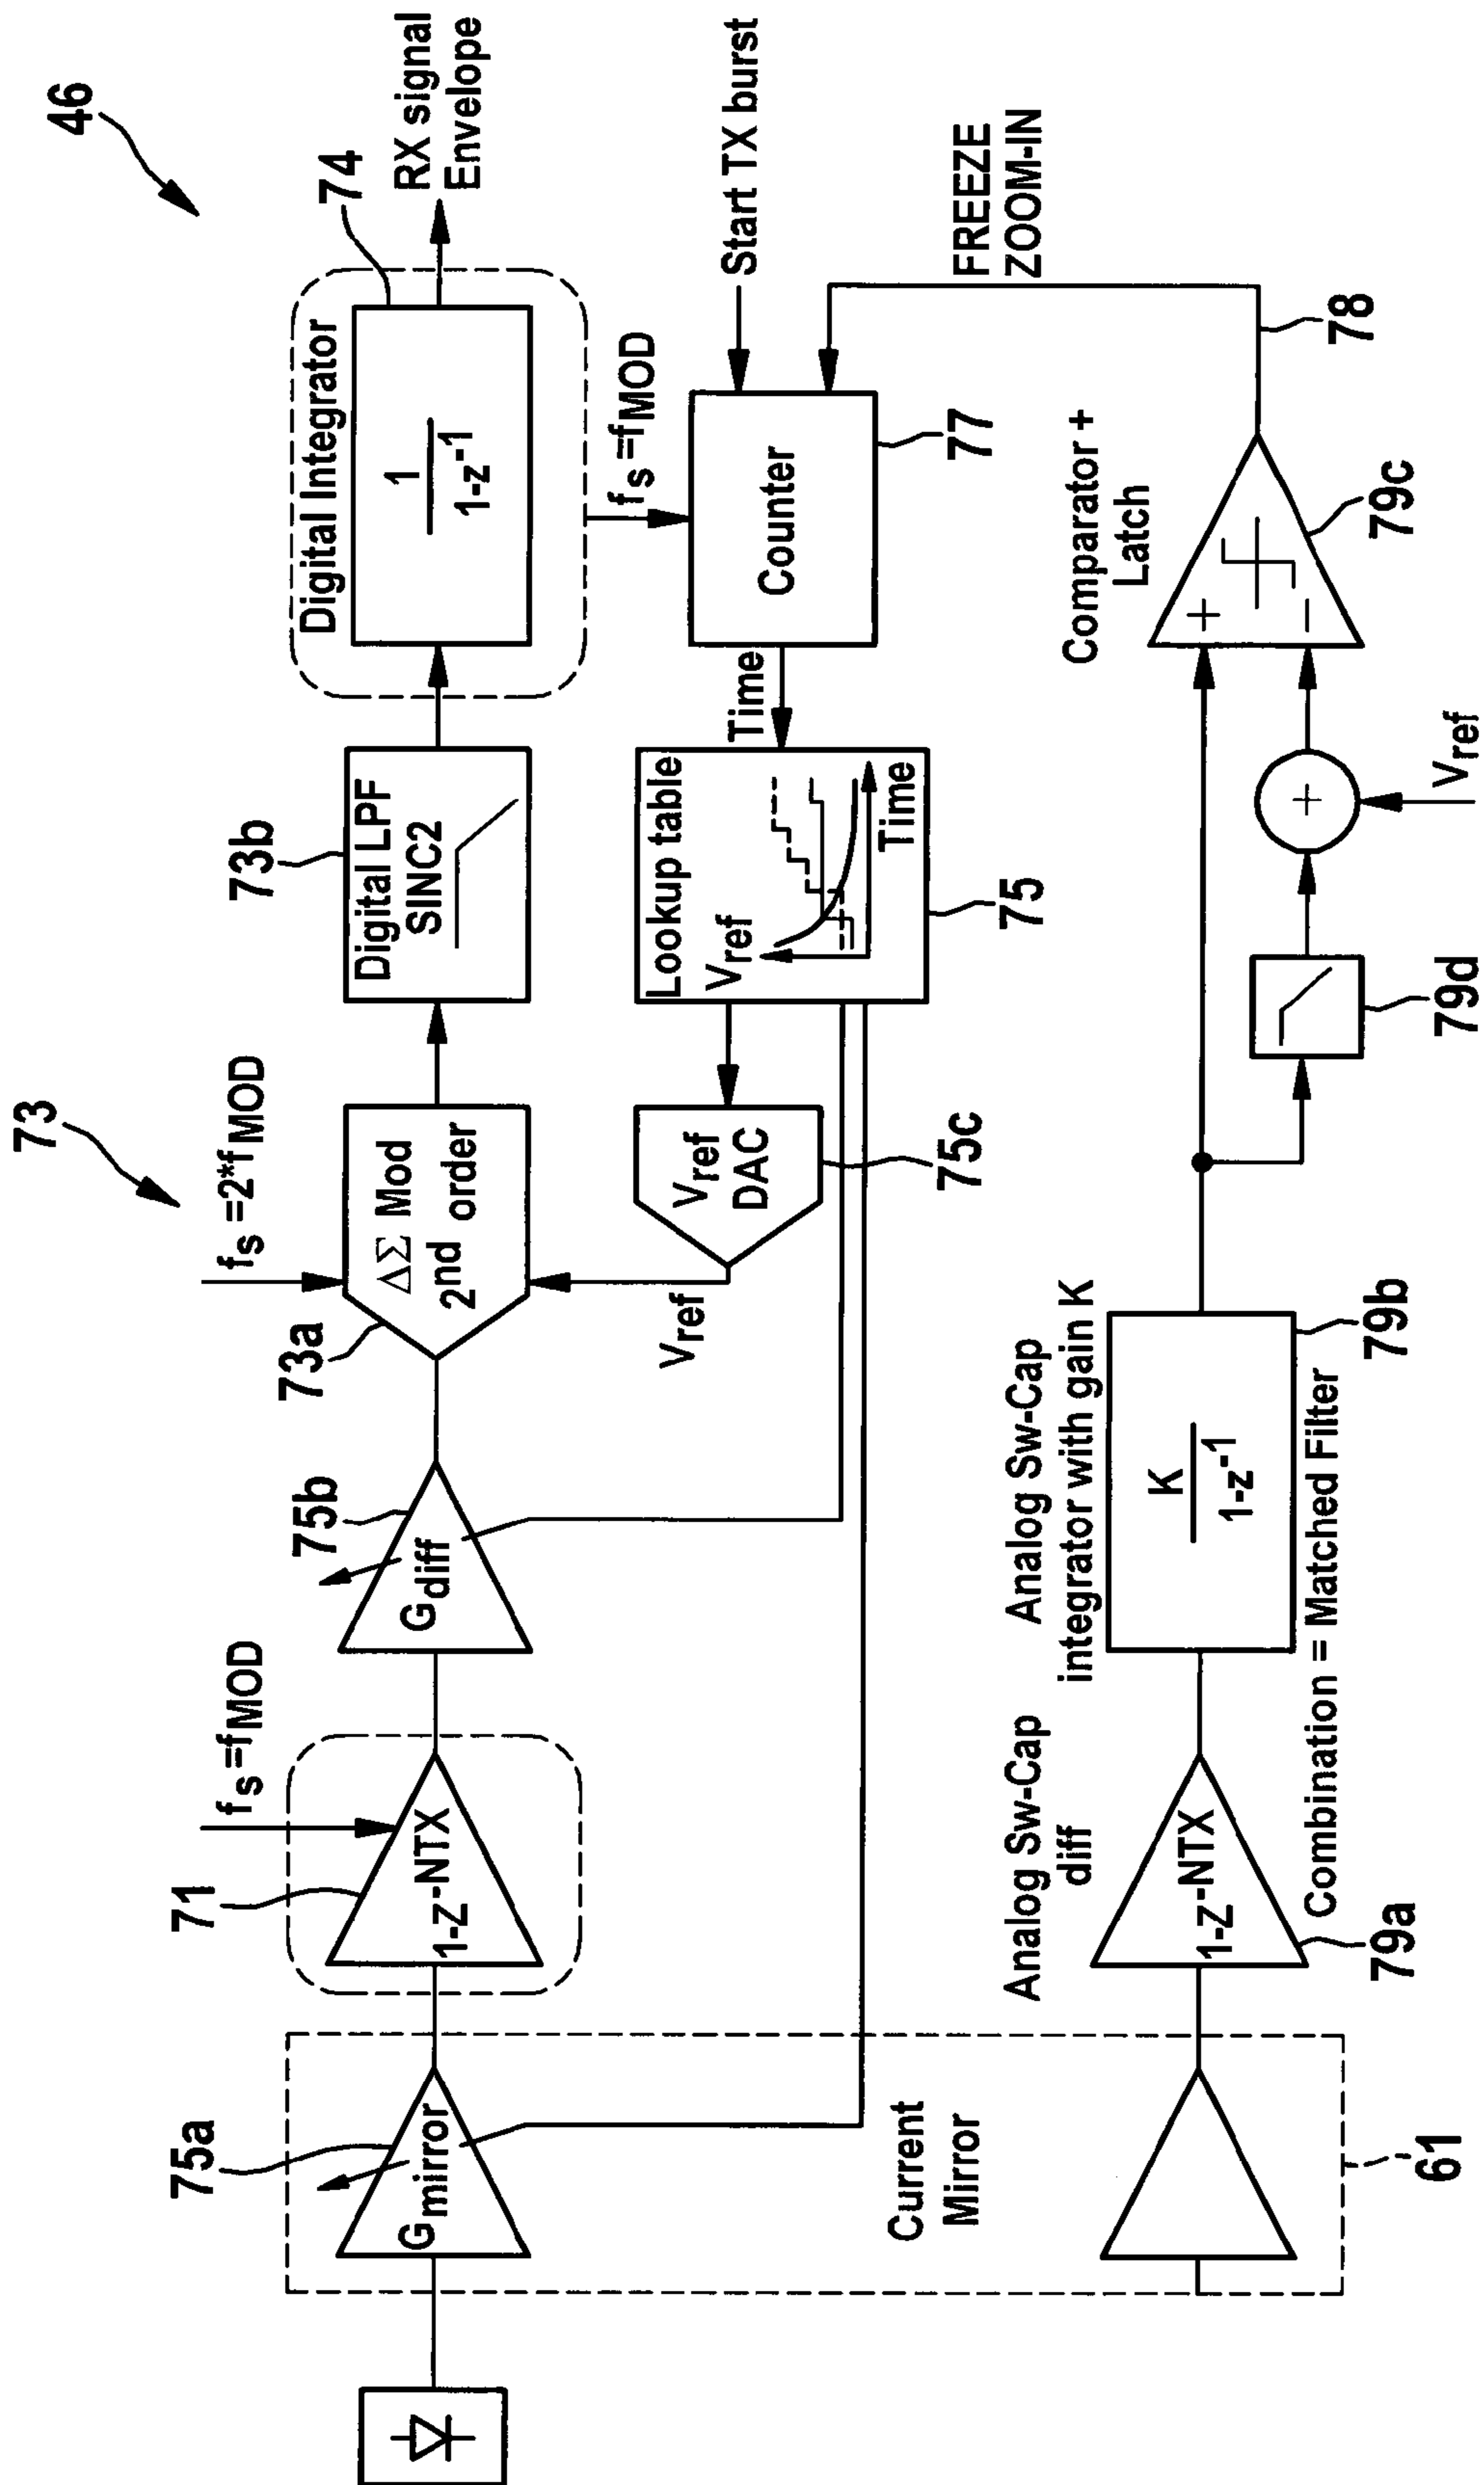 46
73
fs =2*fMOD
fs =fMOD
71
75a
75b
73a
73b
74
Gmirror
1-Z-NTX
Gdiff
ΔΣ Mod
2nd order
Digital LPF
SINC2
Digital Integrator
1
1-z-1
RX signal
Envelope
fs =fMOD
Vref
Vref
DAC
75c
Lookup table
Vref
Time
75
Time
Counter
77
Start TX burst
FREEZE
ZOOM-IN
Current
Mirror
61
Analog Sw-Cap
diff
1-Z-NTX
79a
Analog Sw-Cap
integrator with gain K
K
1-z-1
79b
Combination = Matched Filter
79d
+
Vref
Comparator +
Latch
+
−
79c
78